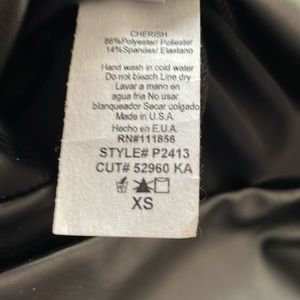 CHERISH
86%Polyester/ Poliester
14%Spandex/ Elastano
Hand wash in cold water
Do not bleach Line dry
Lavar a mano en
agua fria No usar
blanqueador Secar colgado
Made in U.S.A.
Hecho en E.U.A.
RN#111856
STYLE# P2413
CUT# 52960 KA
XS